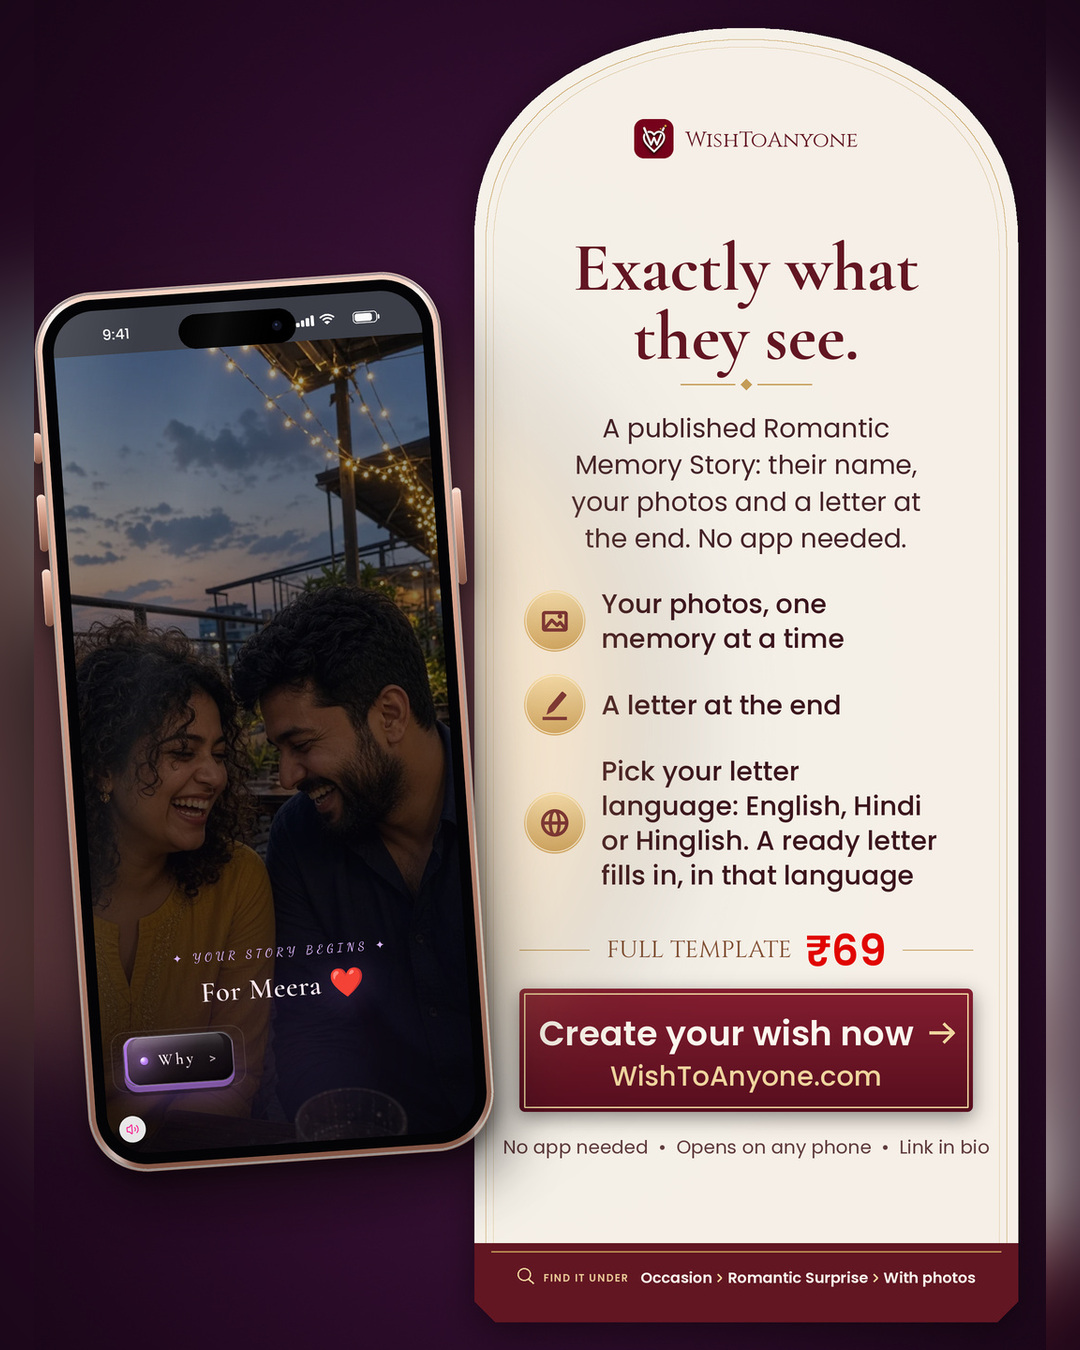 WishToAnyone
Exactly what
they see.
A published Romantic
Memory Story: their name,
your photos and a letter at
the end. No app needed.
Your photos, one
memory at a time
A letter at the end
Pick your letter
language: English, Hindi
or Hinglish. A ready letter
fills in, in that language
FULL TEMPLATE ₹69
Create your wish now →
WishToAnyone.com
No app needed • Opens on any phone • Link in bio
FIND IT UNDER Occasion > Romantic Surprise > With photos
9:41
✦ YOUR STORY BEGINS ✦
For Meera ❤️
Why >